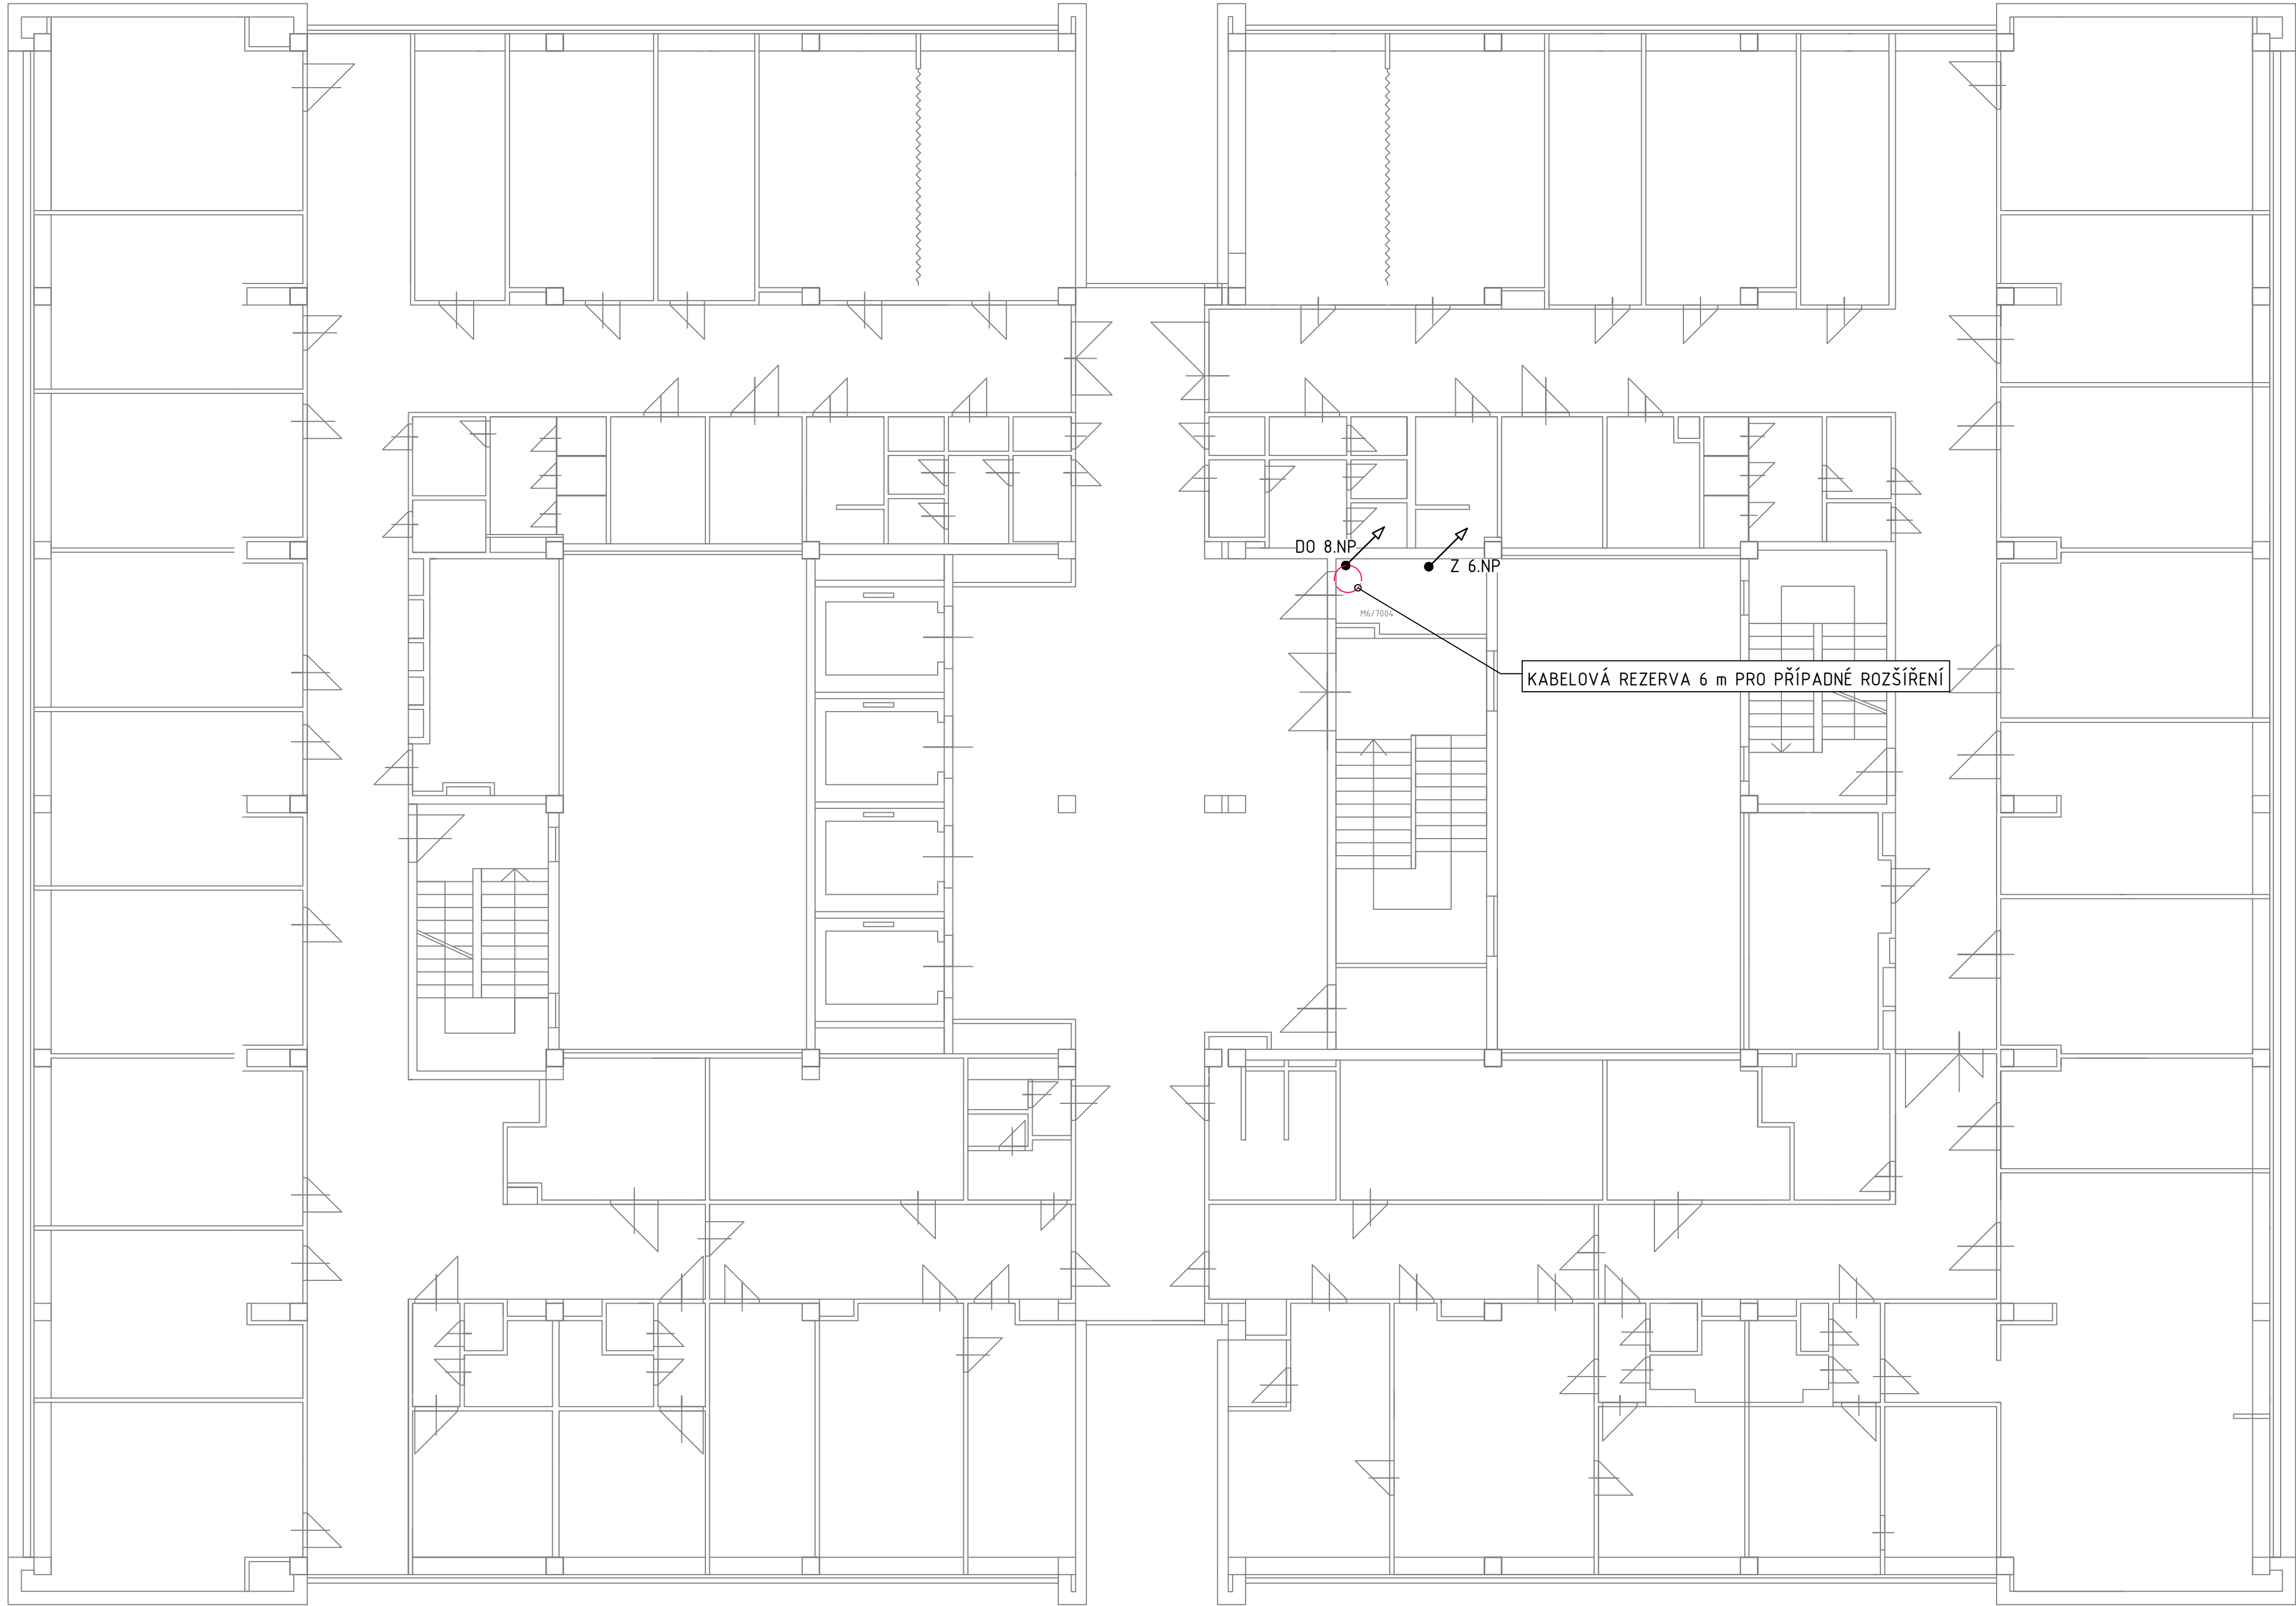 DO 8.NP
Z 6.NP
M6/7004
KABELOVÁ REZERVA 6 m PRO PŘÍPADNÉ ROZŠÍŘENÍ